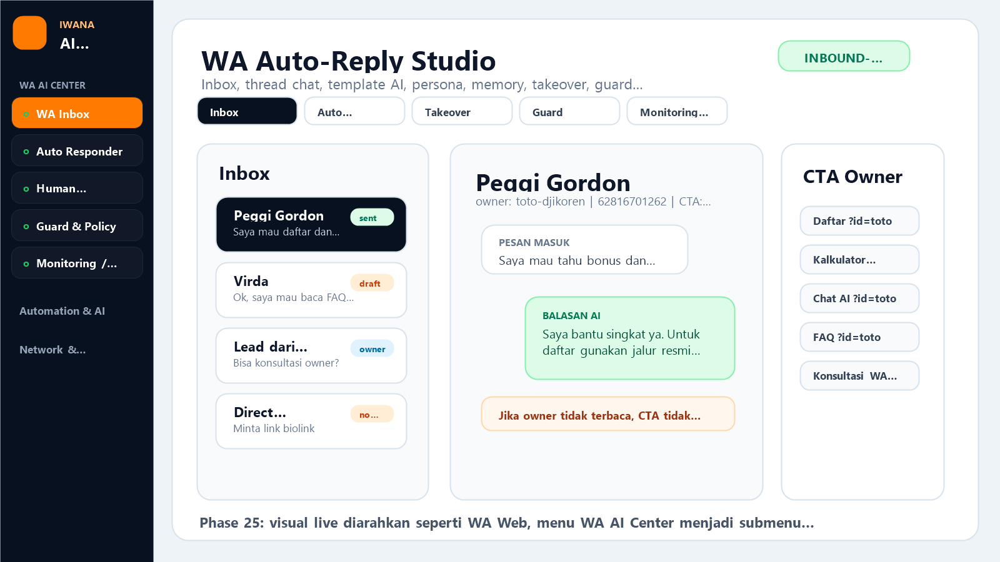 IWANA
AI...
WA AI CENTER
WA Inbox
Auto Responder
Human...
Guard & Policy
Monitoring /...
Automation & AI
Network &...
WA Auto-Reply Studio
INBOUND-...
Inbox, thread chat, template AI, persona, memory, takeover, guard...
Inbox
Auto...
Takeover
Guard
Monitoring...
Inbox
Peggi Gordon
sent
Saya mau daftar dan...
Virda
draft
Ok, saya mau baca FAQ...
Lead dari...
owner
Bisa konsultasi owner?
Direct...
no...
Minta link biolink
Peggi Gordon
owner: toto-djikoren | 62816701262 | CTA:...
PESAN MASUK
Saya mau tahu bonus dan...
BALASAN AI
Saya bantu singkat ya. Untuk
daftar gunakan jalur resmi...
Jika owner tidak terbaca, CTA tidak...
CTA Owner
Daftar ?id=toto
Kalkulator...
Chat AI ?id=toto
FAQ ?id=toto
Konsultasi WA...
Phase 25: visual live diarahkan seperti WA Web, menu WA AI Center menjadi submenu...